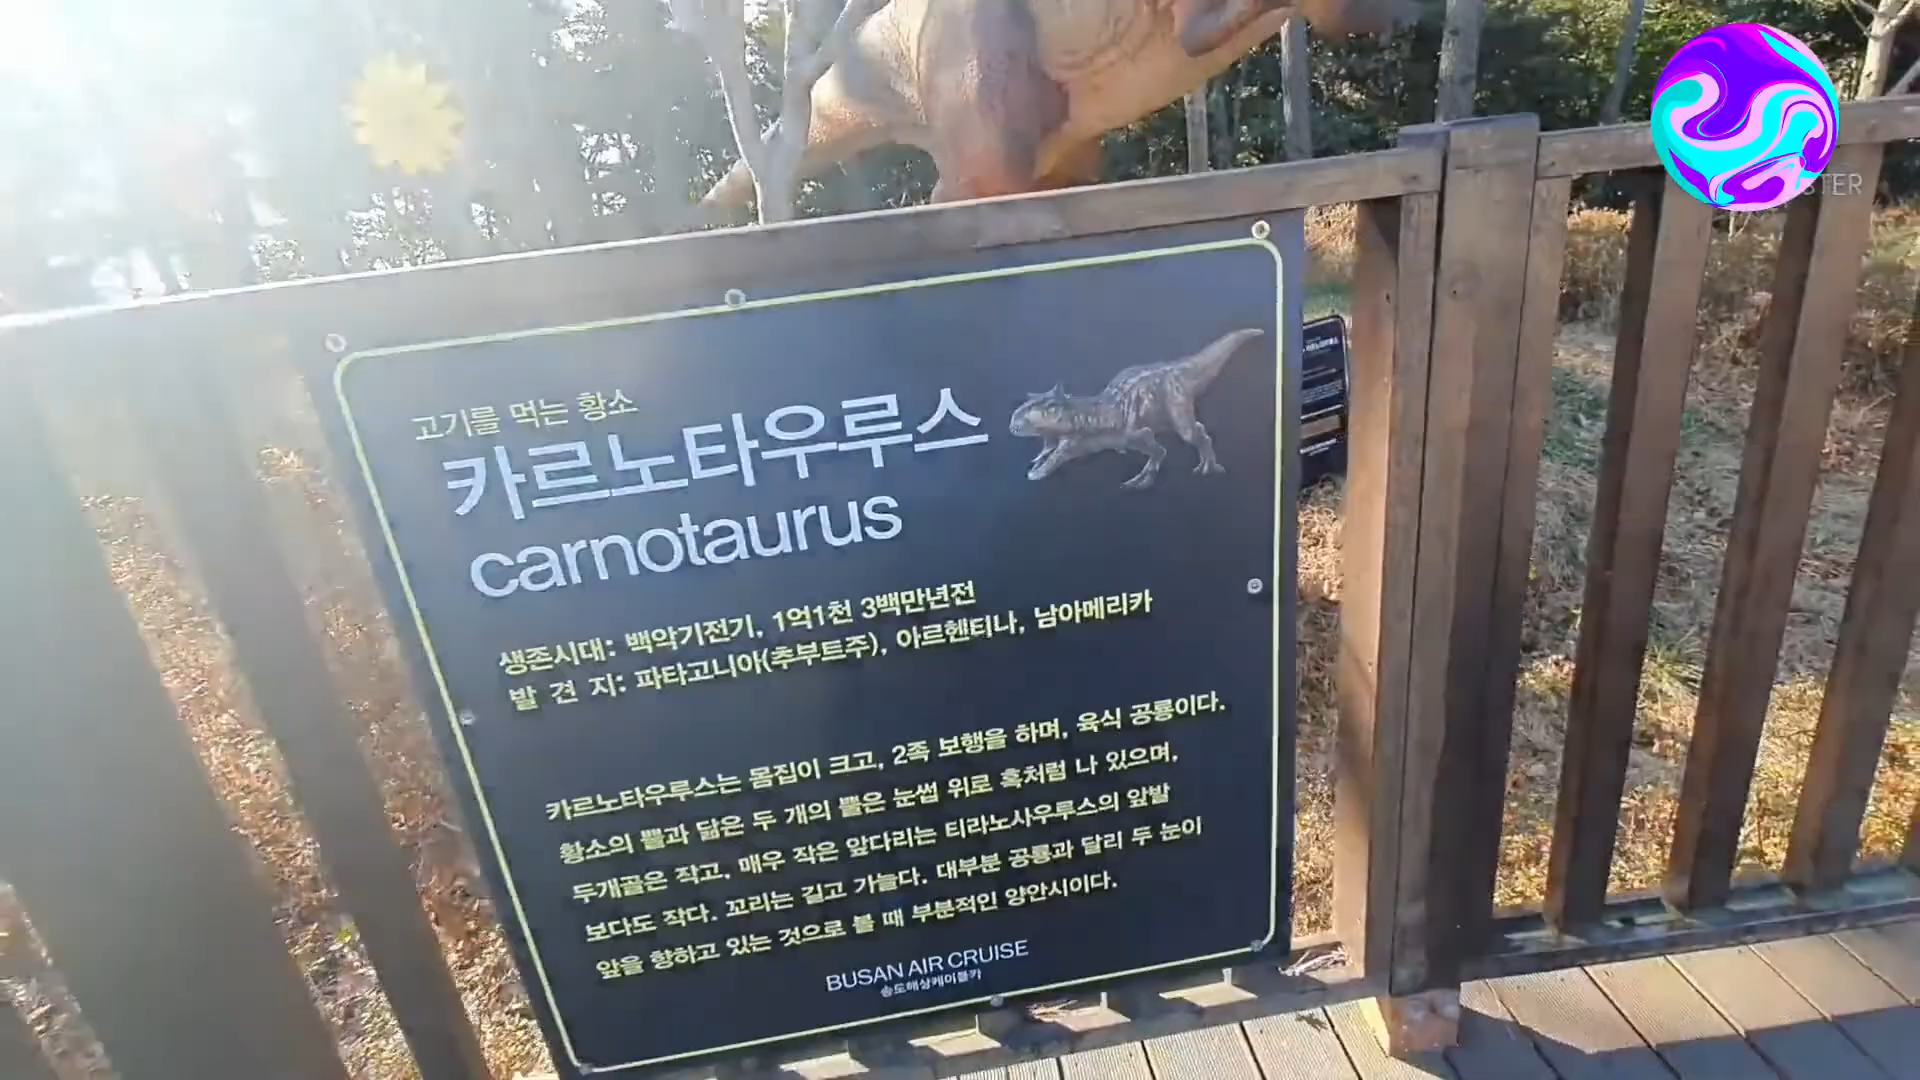 STER
고기를 먹는 황소
카르노타우루스
carnotaurus
생존시대: 백악기전기, 1억1천 3백만년전
발 견 지: 파타고니아(추부트주), 아르헨티나, 남아메리카
카르노타우루스는 몸집이 크고, 2족 보행을 하며, 육식 공룡이다.
황소의 뿔과 닮은 두 개의 뿔은 눈썹 위로 혹처럼 나 있으며,
두개골은 작고, 매우 작은 앞다리는 티라노사우루스의 앞발
보다도 작다. 꼬리는 길고 가늘다. 대부분 공룡과 달리 두 눈이
앞을 향하고 있는 것으로 볼 때 부분적인 양안시이다.
BUSAN AIR CRUISE
송도해상케이블카